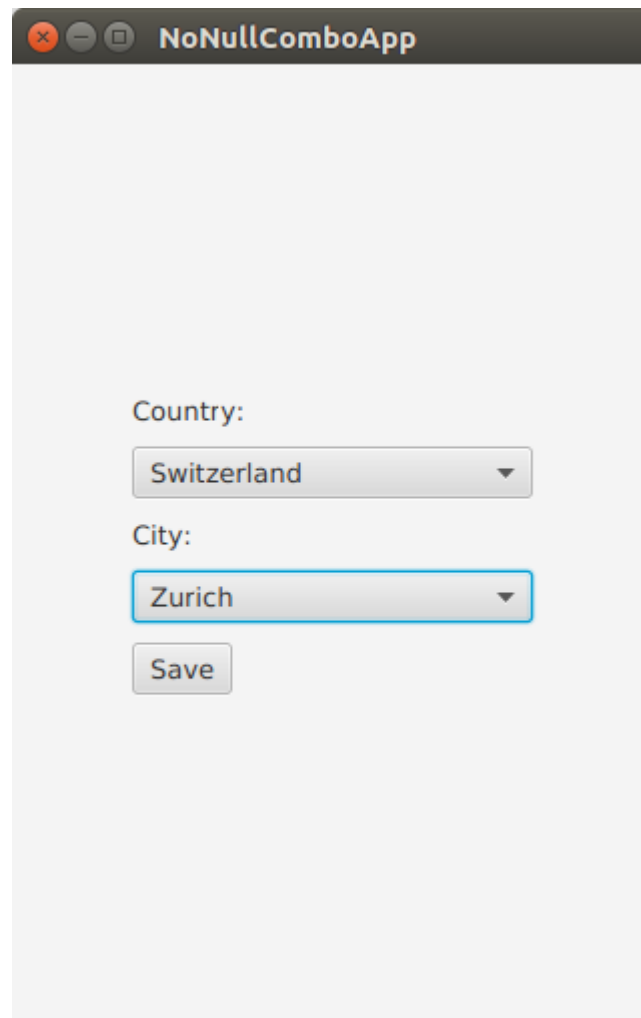 NoNullComboApp
Country:
Switzerland
City:
Zurich
Save